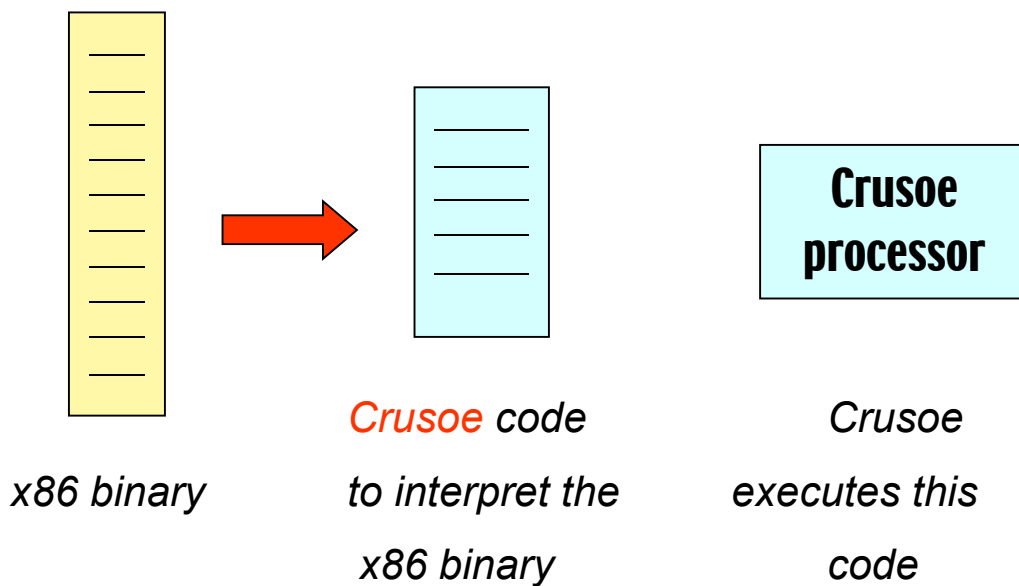 Crusoe
processor
x86 binary
Crusoe code
to interpret the
x86 binary
Crusoe
executes this
code